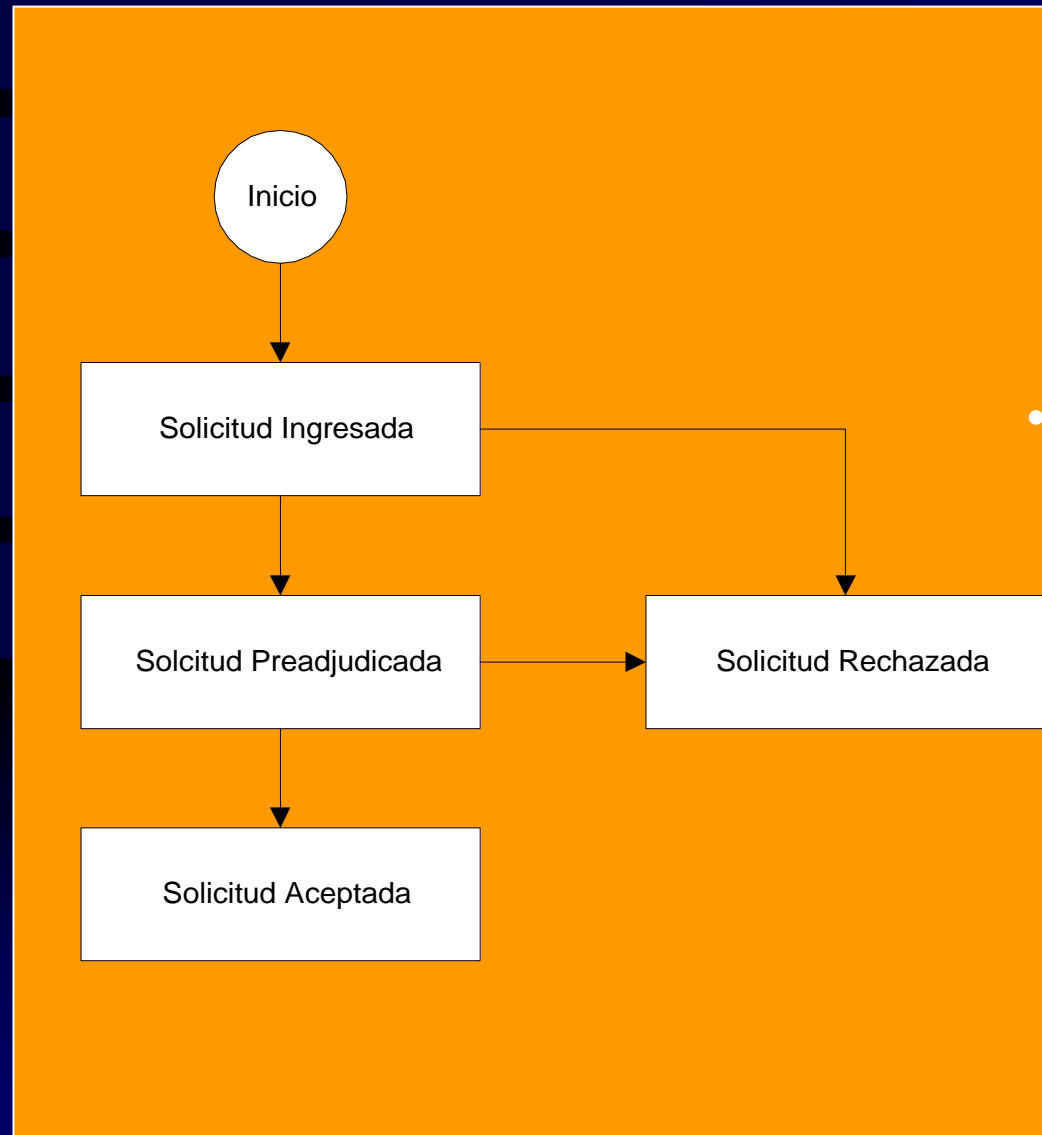 Inicio
Solicitud Ingresada
Solcitud Preadjudicada
Solicitud Rechazada
Solicitud Aceptada